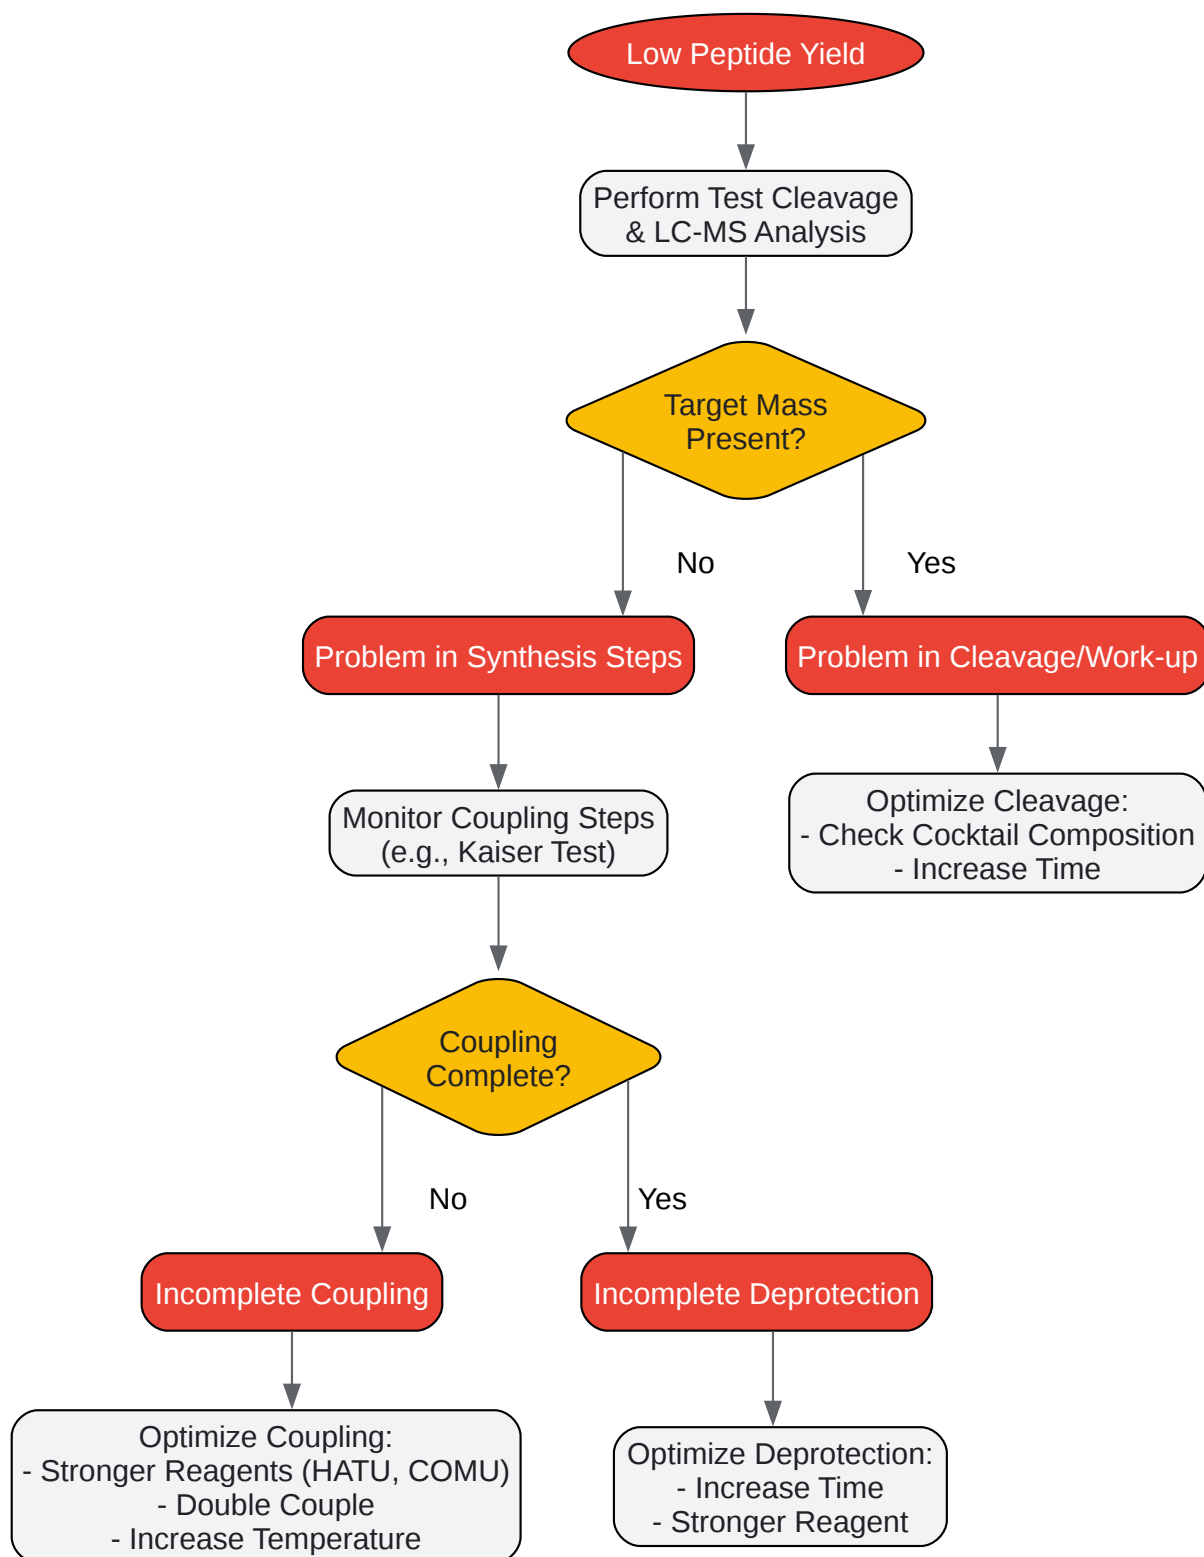 Low Peptide Yield
Perform Test Cleavage
& LC-MS Analysis
Target Mass
Present?
No
Yes
Problem in Synthesis Steps
Problem in Cleavage/Work-up
Monitor Coupling Steps
(e.g., Kaiser Test)
Optimize Cleavage:
- Check Cocktail Composition
- Increase Time
Coupling
Complete?
No
Yes
Incomplete Coupling
Incomplete Deprotection
Optimize Coupling:
- Stronger Reagents (HATU, COMU)
- Double Couple
- Increase Temperature
Optimize Deprotection:
- Increase Time
- Stronger Reagent